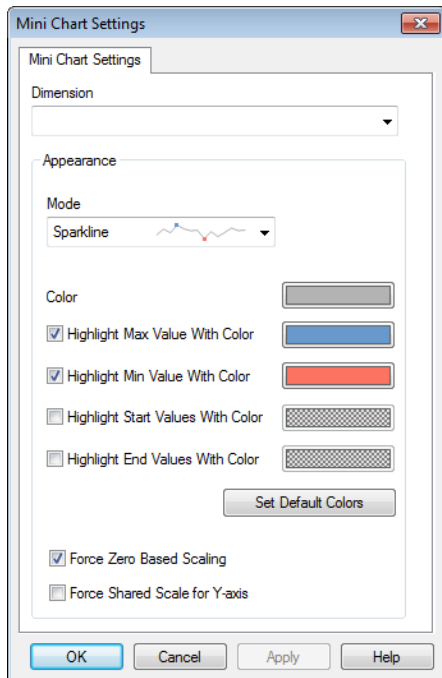 Mini Chart Settings
Mini Chart Settings
Dimension
Appearance
Mode
Sparkline
Color
Highlight Max Value With Color
Highlight Min Value With Color
Highlight Start Values With Color
Highlight End Values With Color
Set Default Colors
Force Zero Based Scaling
Force Shared Scale for Y-axis
OK Cancel Apply Help